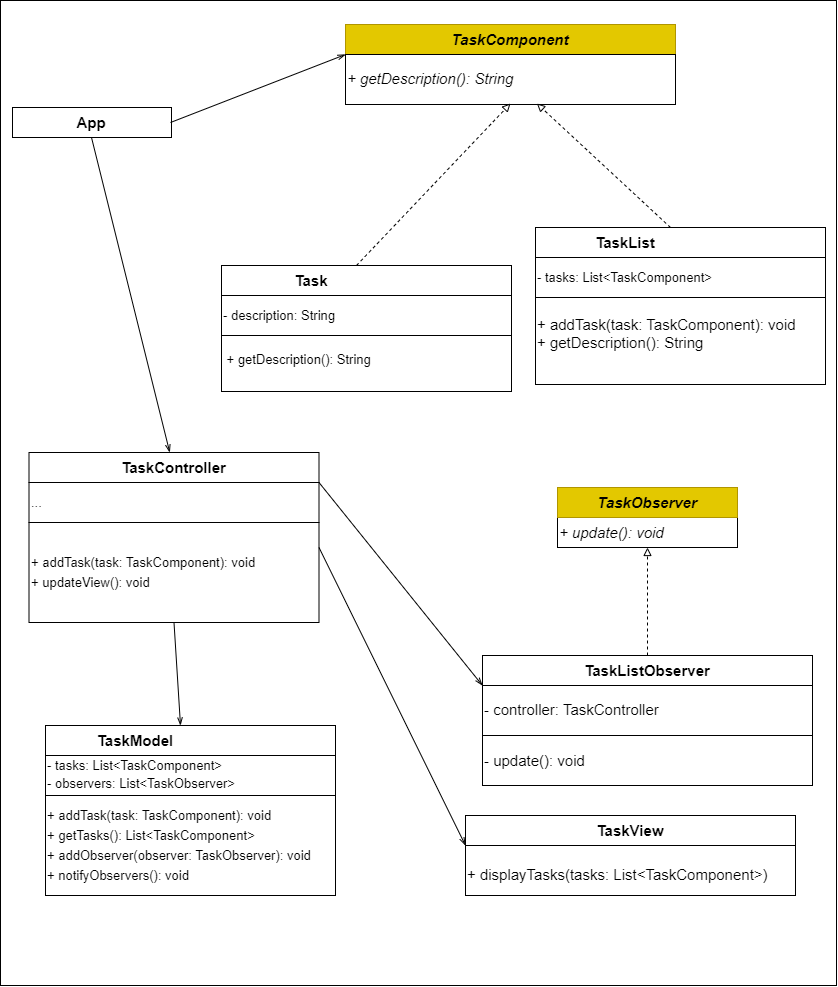 TaskComponent
+ getDescription(): String
App
TaskList
- tasks: List<TaskComponent>
+ addTask(task: TaskComponent): void
+ getDescription(): String
Task
- description: String
+ getDescription(): String
TaskController
...
+ addTask(task: TaskComponent): void
+ updateView(): void
TaskObserver
+ update(): void
TaskListObserver
- controller: TaskController
- update(): void
TaskModel
- tasks: List<TaskComponent>
- observers: List<TaskObserver>
+ addTask(task: TaskComponent): void
+ getTasks(): List<TaskComponent>
+ addObserver(observer: TaskObserver): void
+ notifyObservers(): void
TaskView
+ displayTasks(tasks: List<TaskComponent>)